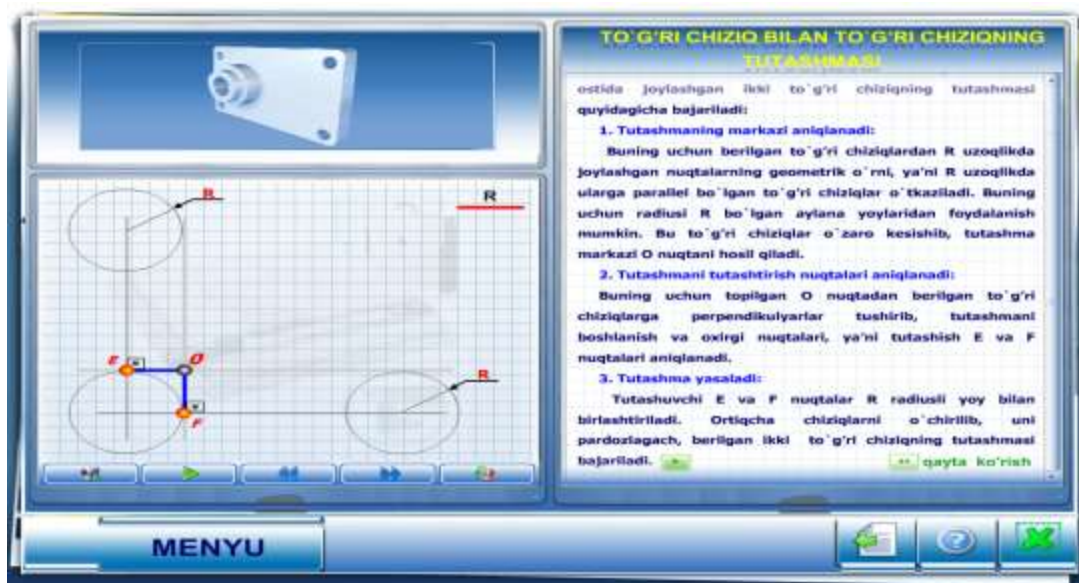 TO`G'RI CHIZIQ BILAN TO`G'RI CHIZIQNING
TUTASHMASI
ostida joylashgan ikki to`g'ri chiziqning tutashmasi
quyidagicha bajariladi:
1. Tutashmaning markazi aniqlanadi:
Buning uchun berilgan to`g'ri chiziqlardan R uzoqlikda
joylashgan nuqtalarning geometrik o`rni, ya'ni R uzoqlikda
ularga parallel bo`lgan to`g'ri chiziqlar o`tkaziladi. Buning
uchun radiusi R bo`lgan aylana yoylaridan foydalanish
mumkin. Bu to`g'ri chiziqlar o`zaro kesishib, tutashma
markazi O nuqtani hosil qiladi.
2. Tutashmani tutashtirish nuqtalari aniqlanadi:
Buning uchun topilgan O nuqtadan berilgan to`g'ri
chiziqlarga perpendikulyarlar tushirib, tutashmani
boshlanish va oxirgi nuqtalari, ya'ni tutashish E va F
nuqtalari aniqlanadi.
3. Tutashma yasaladi:
Tutashuvchi E va F nuqtalar R radiusli yoy bilan
birlashtiriladi. Ortiqcha chiziqlarni o`chirilib, uni
pardozlagach, berilgan ikki to`g'ri chiziqning tutashmasi
bajariladi.
qayta ko'rish
R
R
E
O
F
R
MENYU